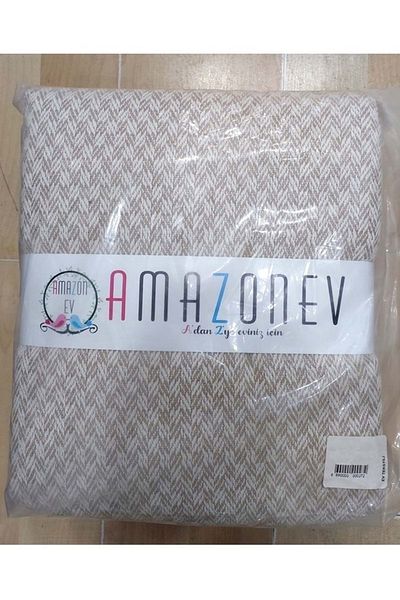 AMAZON
EV
AMAZONEV
A'dan Z'ye eviniz için